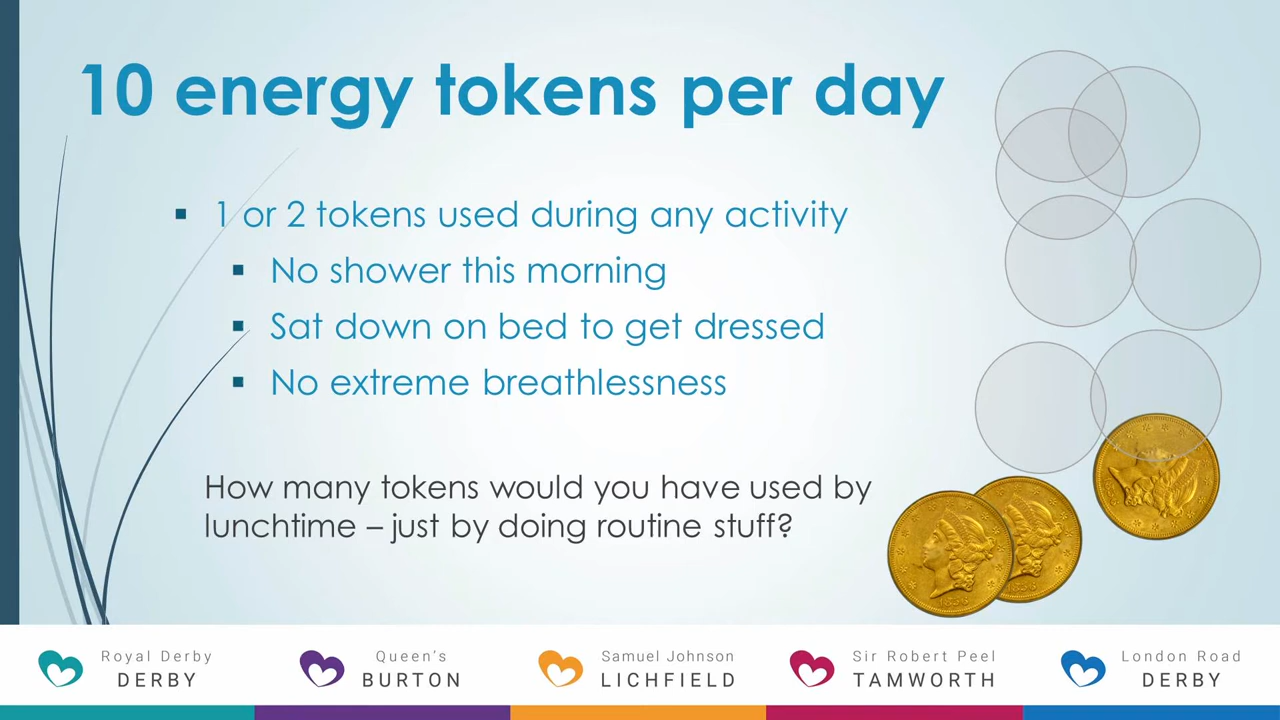 10 energy tokens per day
▪ 1 or 2 tokens used during any activity
▪ No shower this morning
▪ Sat down on bed to get dressed
▪ No extreme breathlessness
How many tokens would you have used by
lunchtime – just by doing routine stuff?
1856
1856
Royal Derby
DERBY
Queen's
BURTON
Samuel Johnson
LICHFIELD
Sir Robert Peel
TAMWORTH
London Road
DERBY